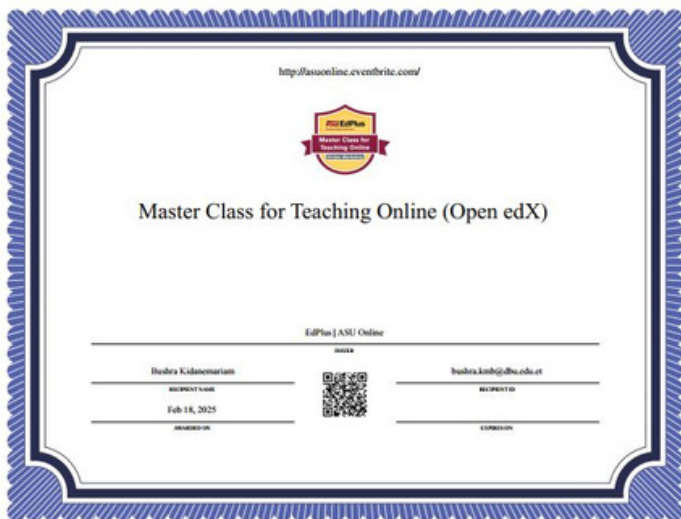 http://asuonline.eventbrite.com/
ASU EdPlus
Master Class for
Teaching Online
Master Class for Teaching Online (Open edX)
EdPlus | ASU Online
ISSUER
Bushra Kidanemariam
bushra.kmb@dbu.edu.et
RECIPIENT NAME
RECIPIENT ID
Feb 18, 2025
AWARDED ON
EXPIRES ON